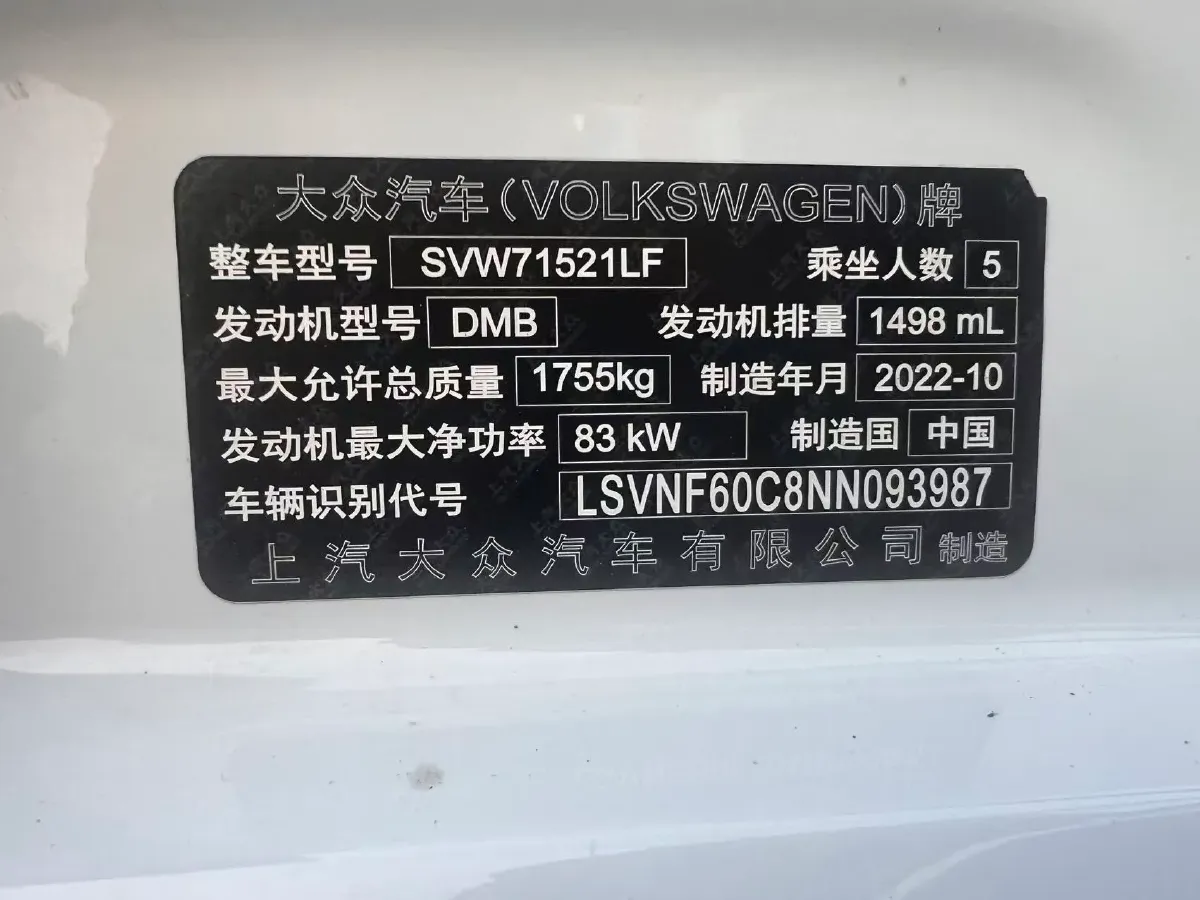 大众汽车(VOLKSWAGEN)牌
整车型号 SVW71521LF 乘坐人数 5
发动机型号 DMB 发动机排量 1498 mL
最大允许总质量 1755kg 制造年月 2022-10
发动机最大净功率 83 kW 制造国 中国
车辆识别代号 LSVNF60C8NN093987
上汽大众汽车有限公司 制造